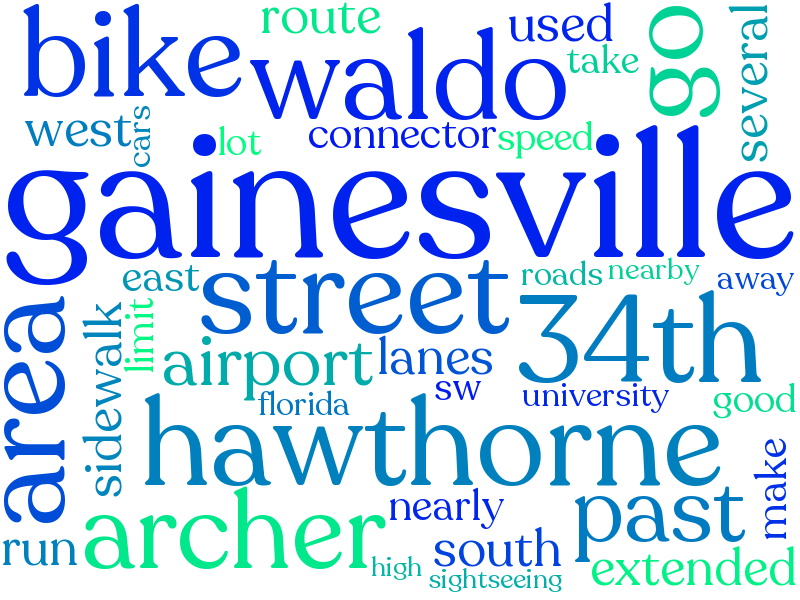 route
used
go
several
bike
waldo
take
west
cars
lot
connector
speed
gainesville
east
street
roads
nearby
away
area
sidewalk
limit
airport
lanes
34th
sw
university
florida
good
hawthorne
make
archer
nearly
past
run
south
high
sightseeing
extended